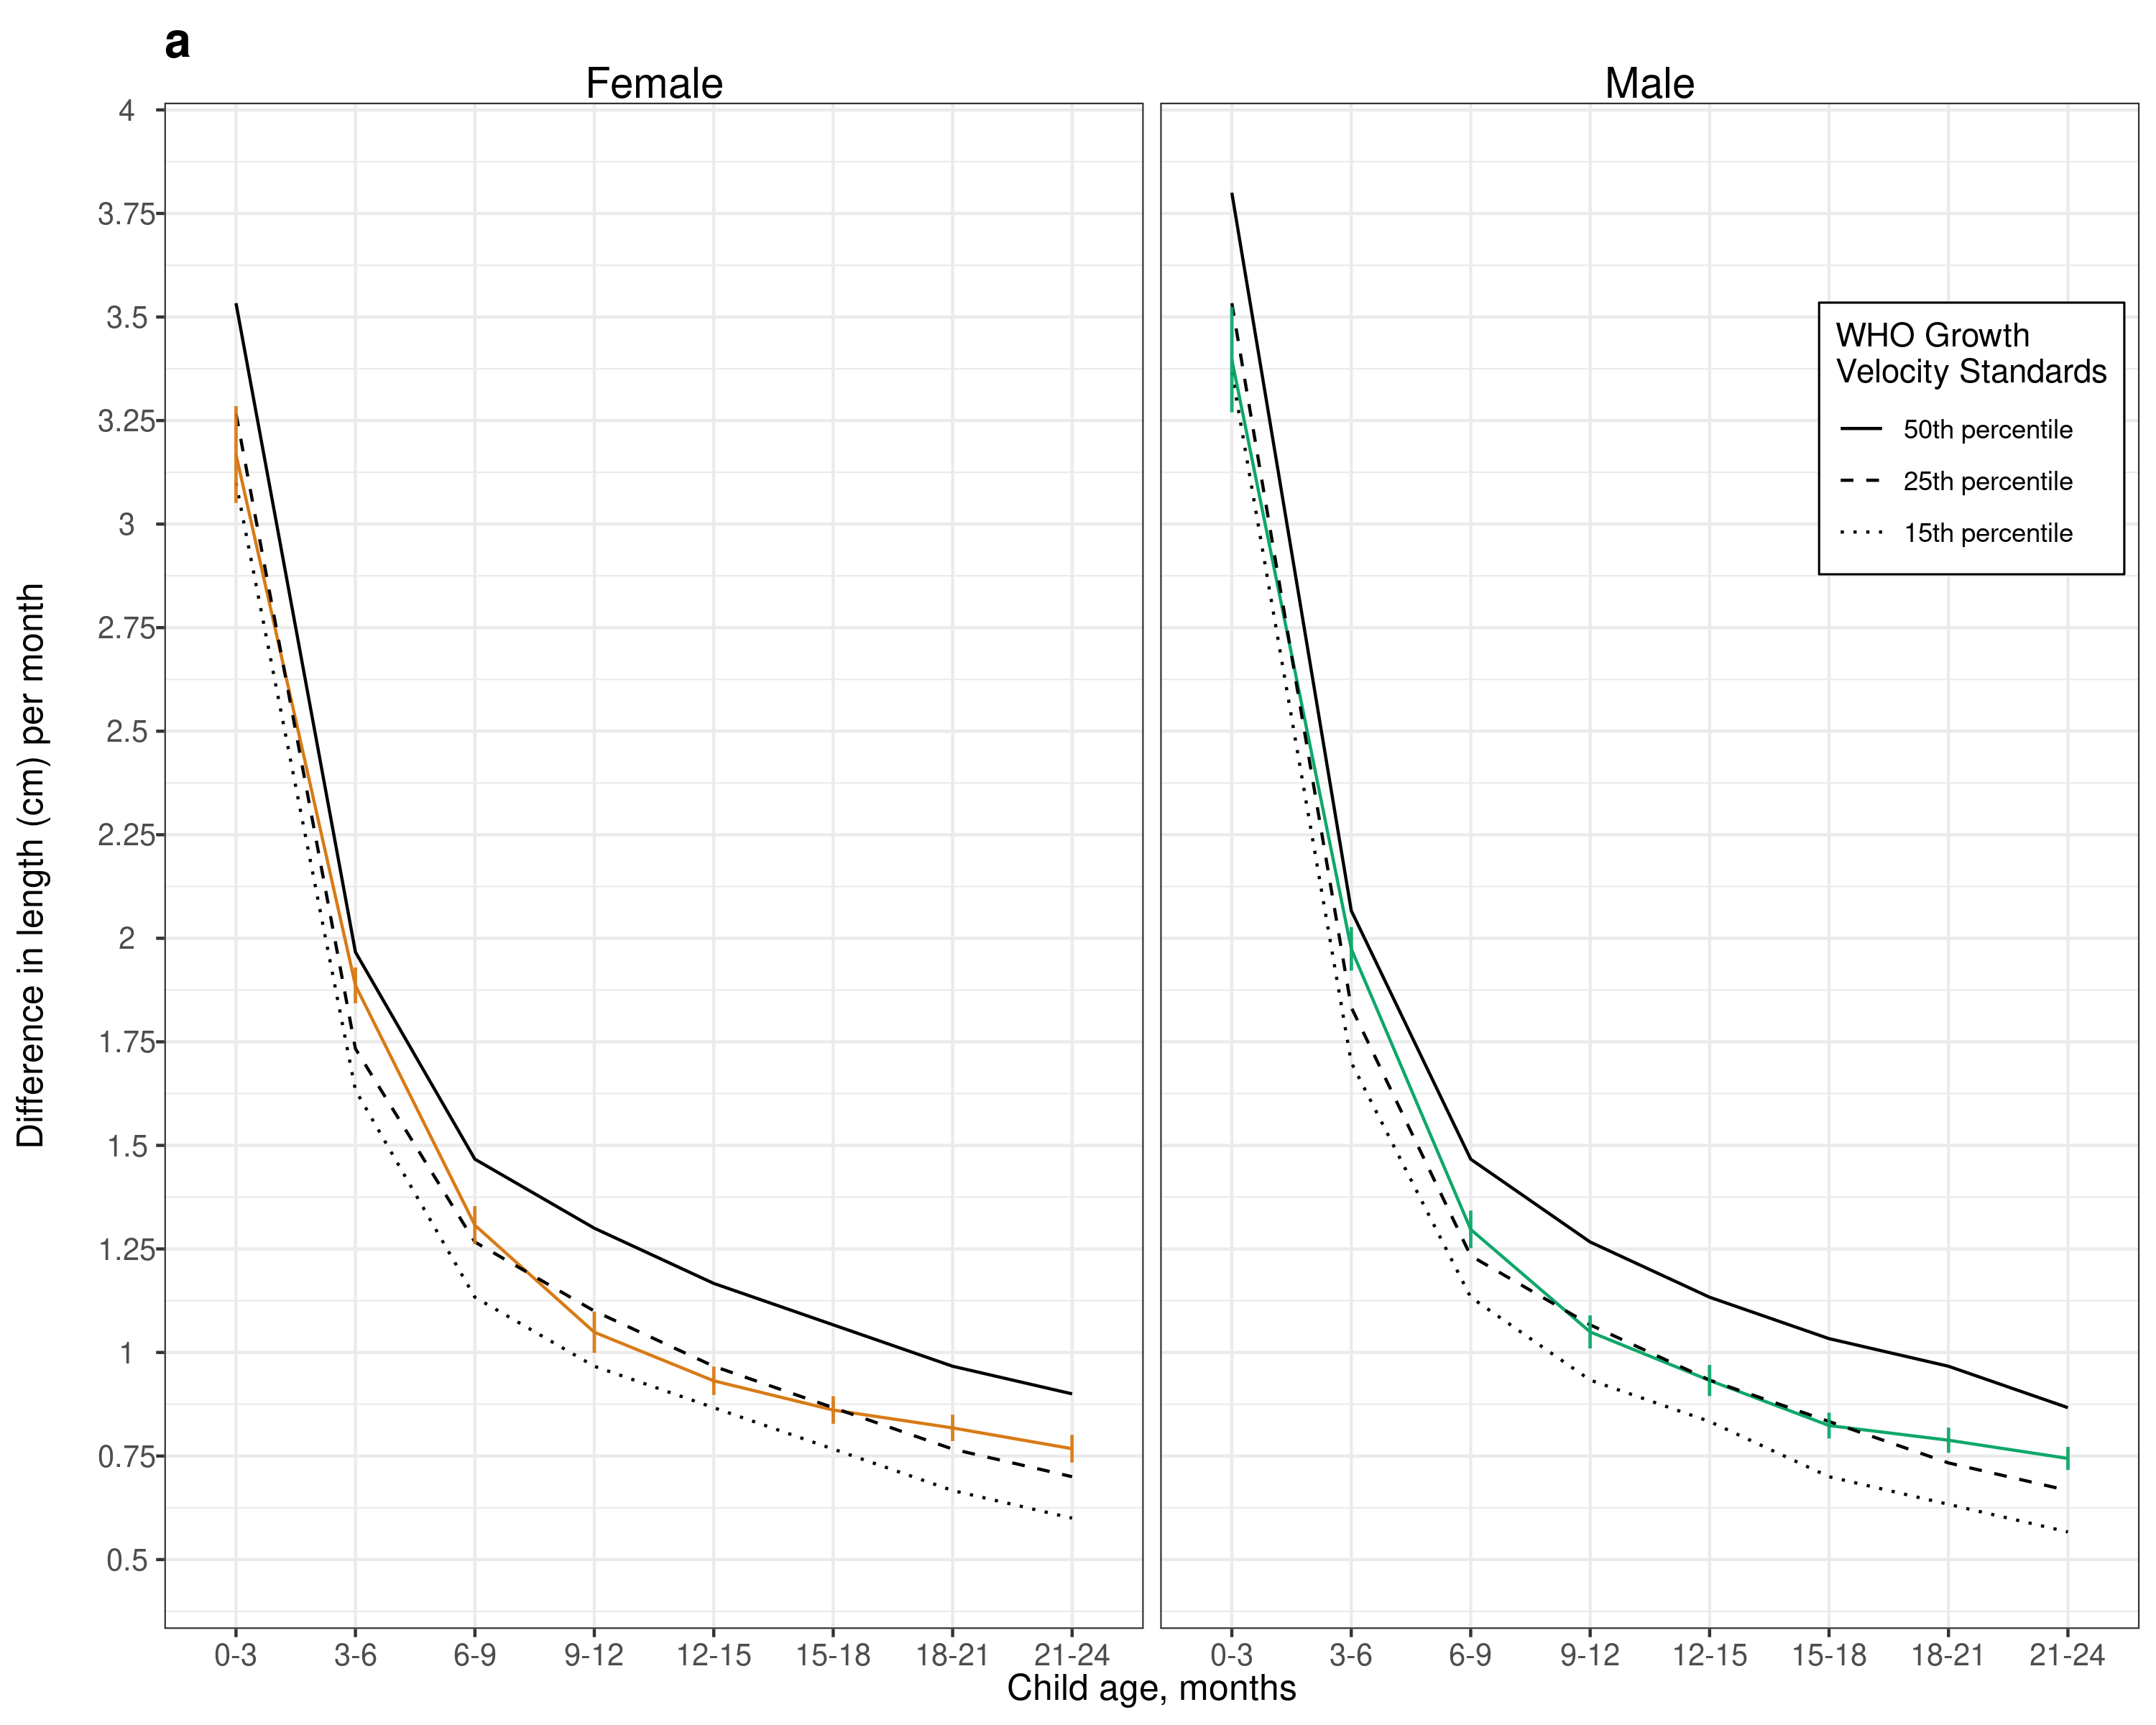 a
Female
Male
4
3.75
3.5
3.25
3
2.75
2.5
2.25
2
1.75
1.5
1.25
1
0.75
0.5
Difference in length (cm) per month
WHO Growth
Velocity Standards
50th percentile
25th percentile
15th percentile
0-3 3-6 6-9 9-12 12-15 15-18 18-21 21-24
0-3 3-6 6-9 9-12 12-15 15-18 18-21 21-24
Child age, months